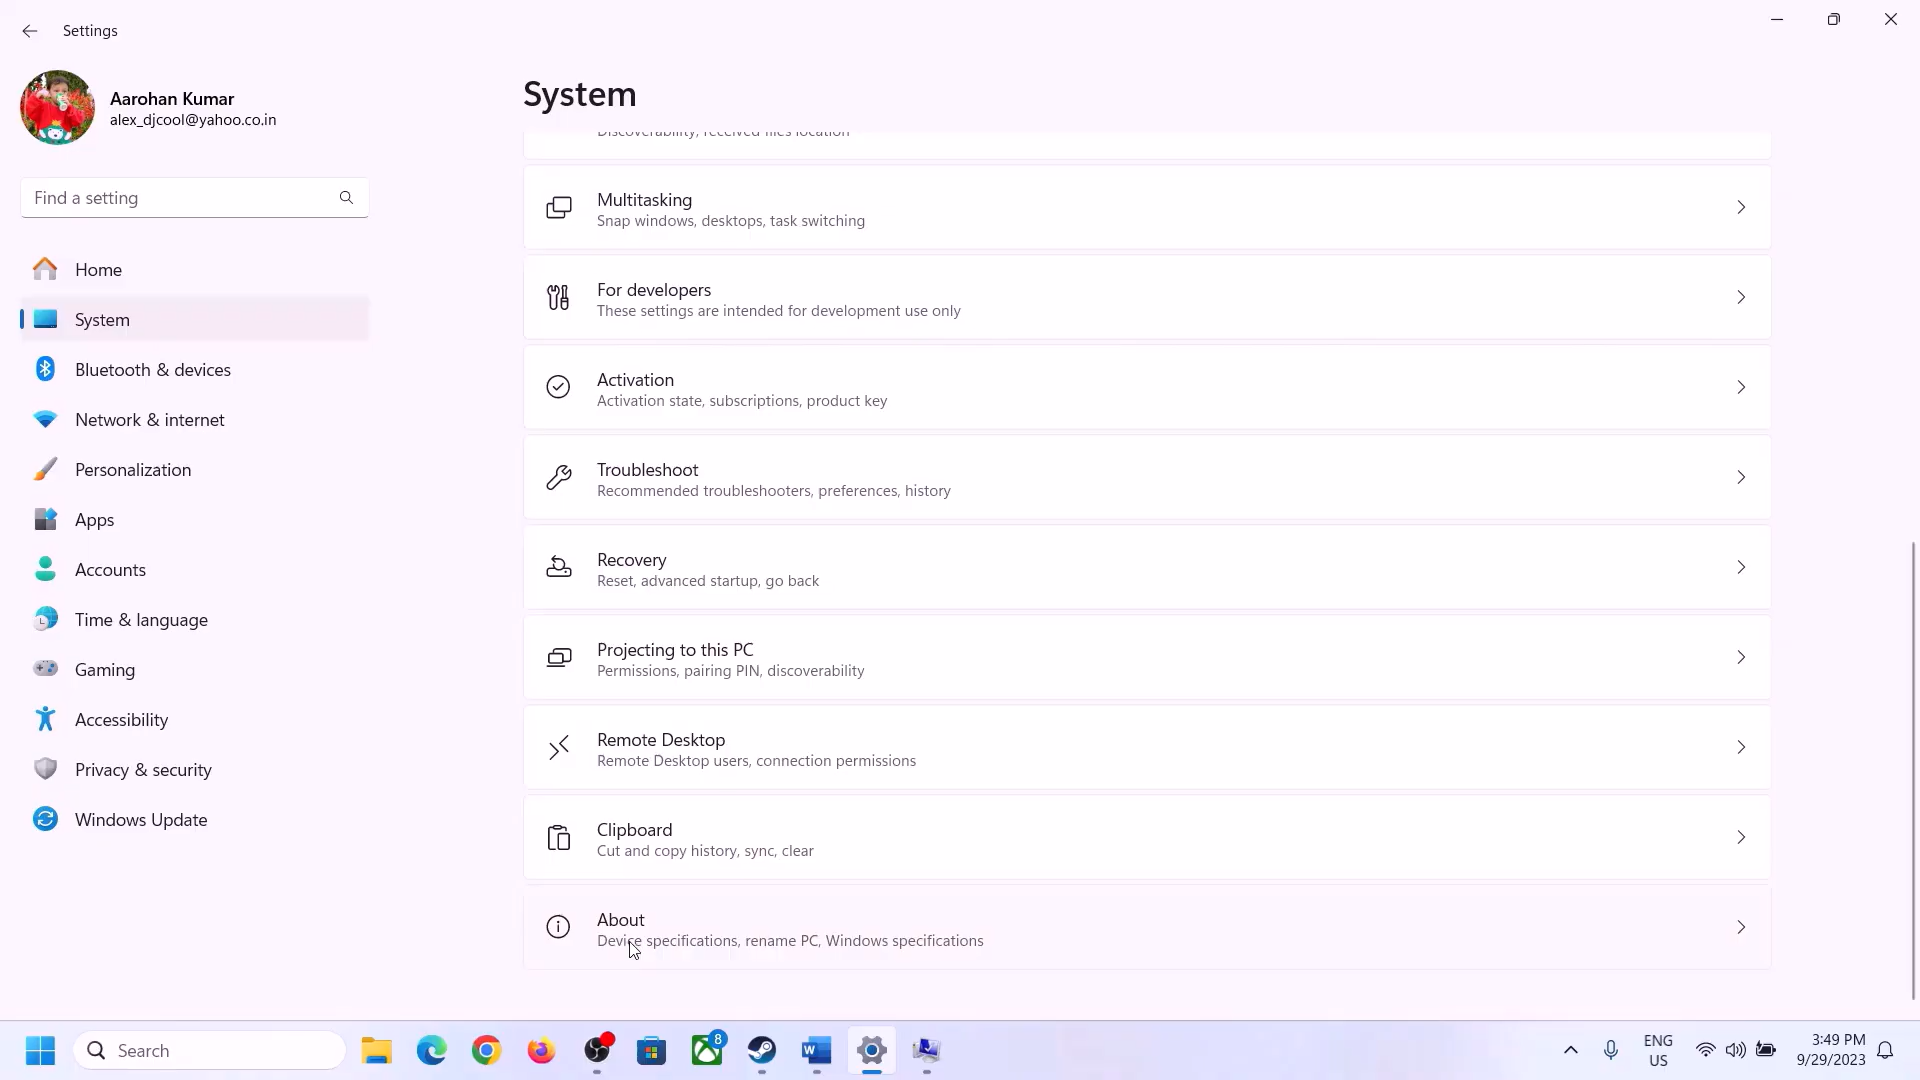 Settings
Aarohan Kumar
alex_djcool@yahoo.co.in
Find a setting
Home
System
Bluetooth & devices
Network & internet
Personalization
Apps
Accounts
Time & language
Gaming
Accessibility
Privacy & security
Windows Update
System
Discoverability, received files location
Multitasking
Snap windows, desktops, task switching
For developers
These settings are intended for development use only
Activation
Activation state, subscriptions, product key
Troubleshoot
Recommended troubleshooters, preferences, history
Recovery
Reset, advanced startup, go back
Projecting to this PC
Permissions, pairing PIN, discoverability
Remote Desktop
Remote Desktop users, connection permissions
Clipboard
Cut and copy history, sync, clear
About
Device specifications, rename PC, Windows specifications
Search
8
W
ENG
US
3:49 PM
9/29/2023